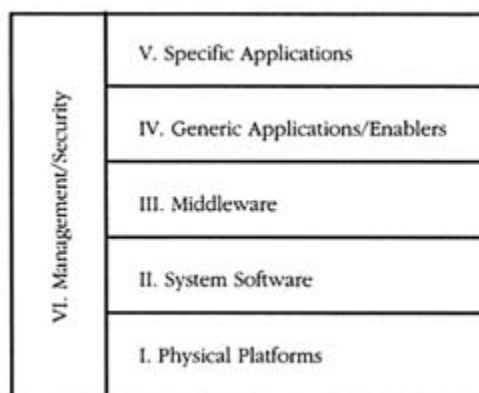 VI. Management/Security
V. Specific Applications
IV. Generic Applications/Enablers
III. Middleware
II. System Software
I. Physical Platforms